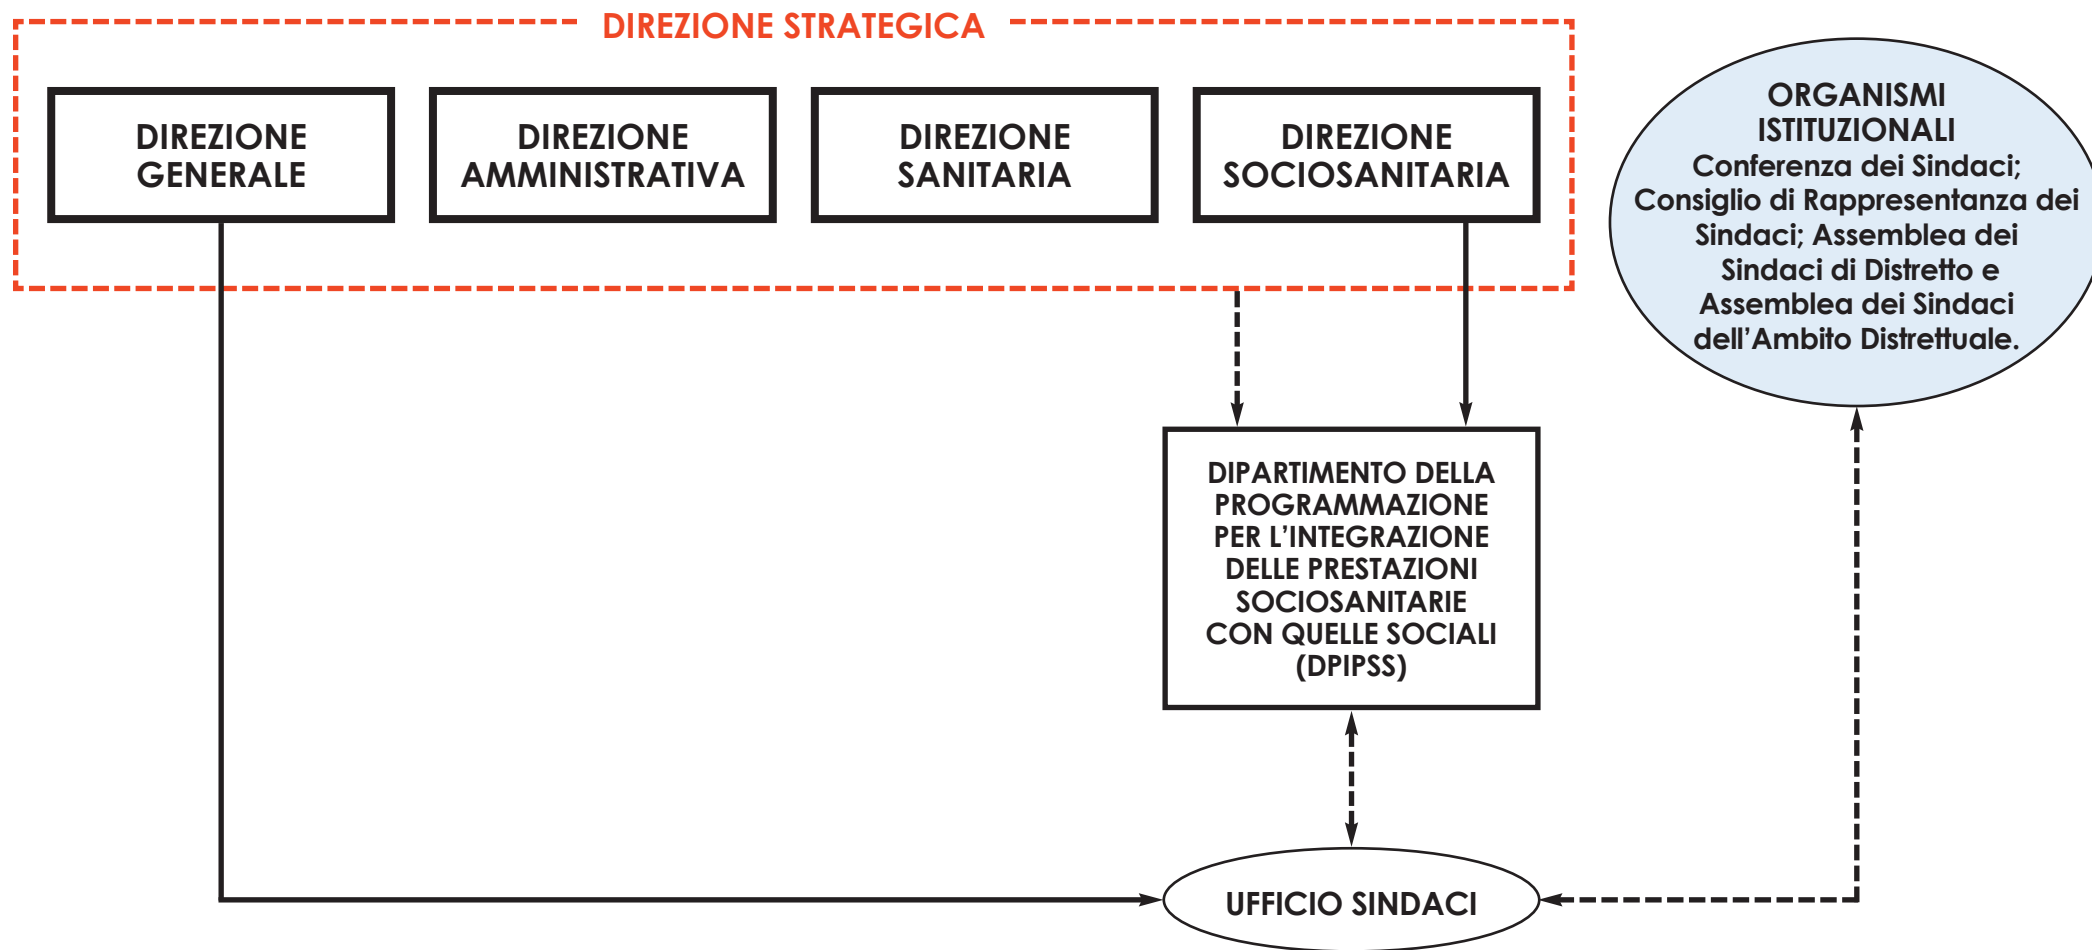 DIREZIONE STRATEGICA
DIREZIONE
GENERALE
DIREZIONE
AMMINISTRATIVA
DIREZIONE
SANITARIA
DIREZIONE
SOCIOSANITARIA
ORGANISMI
ISTITUZIONALI
Conferenza dei Sindaci;
Consiglio di Rappresentanza dei
Sindaci; Assemblea dei
Sindaci di Distretto e
Assemblea dei Sindaci
dell’Ambito Distrettuale.
DIPARTIMENTO DELLA
PROGRAMMAZIONE
PER L’INTEGRAZIONE
DELLE PRESTAZIONI
SOCIOSANITARIE
CON QUELLE SOCIALI
(DPIPSS)
UFFICIO SINDACI